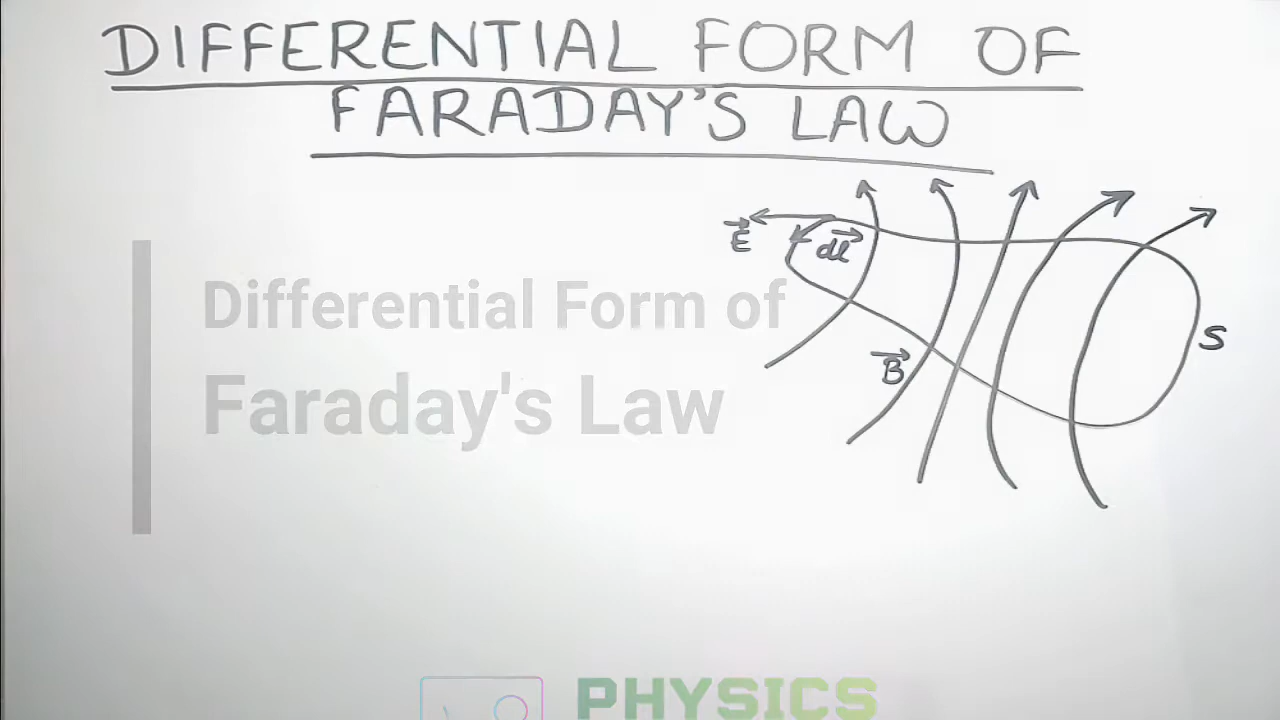 DIFFERENTIAL FORM OF
FARADAY'S LAW
E
dl
B
S
Differential Form of
Faraday's Law
PHYSICS